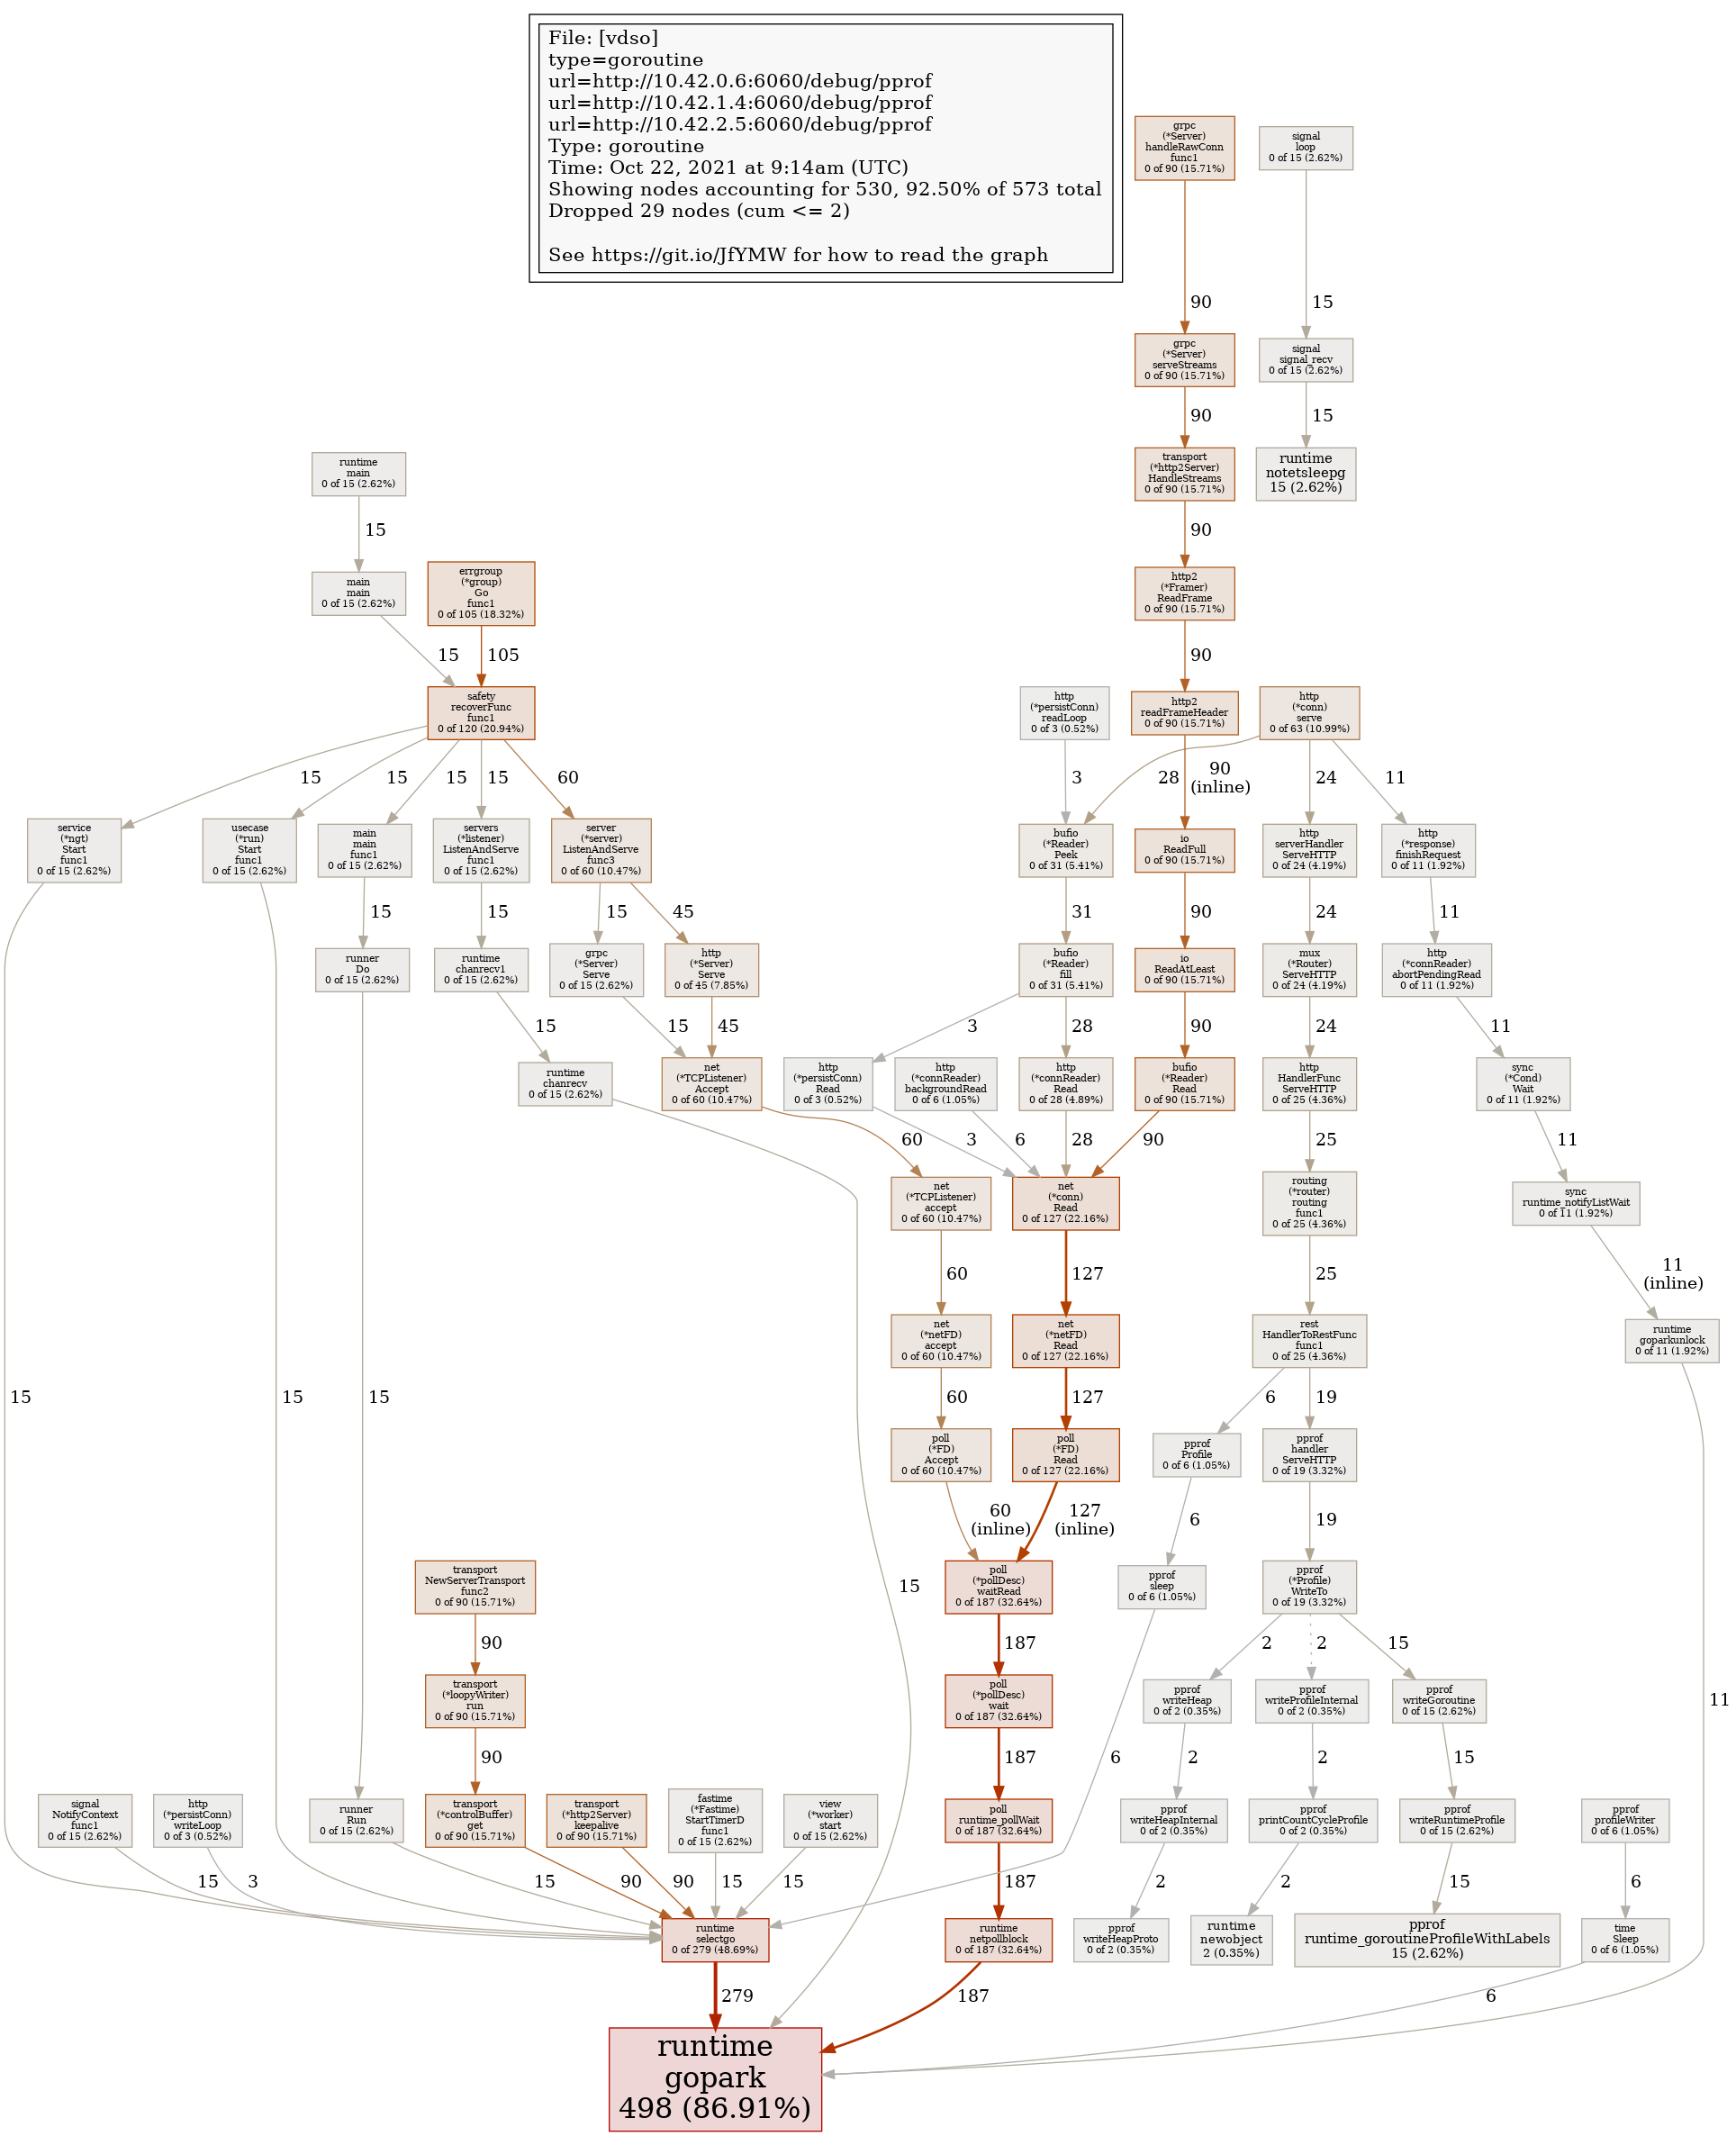 File: [vdso]
type=goroutine
url=http://10.42.0.6:6060/debug/pprof
url=http://10.42.1.4:6060/debug/pprof
url=http://10.42.2.5:6060/debug/pprof
Type: goroutine
Time: Oct 22, 2021 at 9:14am (UTC)
Showing nodes accounting for 530, 92.50% of 573 total
Dropped 29 nodes (cum <= 2)
See https://git.io/JfYMW for how to read the graph
grpc
(*Server)
handleRawConn
func1
0 of 90 (15.71%)
signal
loop
0 of 15 (2.62%)
90
15
grpc
(*Server)
serveStreams
0 of 90 (15.71%)
signal
signal_recv
0 of 15 (2.62%)
90
15
runtime
main
0 of 15 (2.62%)
transport
(*http2Server)
HandleStreams
0 of 90 (15.71%)
runtime
notetsleepg
15 (2.62%)
15
90
main
main
0 of 15 (2.62%)
errgroup
(*group)
Go
func1
0 of 105 (18.32%)
http2
(*Framer)
ReadFrame
0 of 90 (15.71%)
15
105
90
safety
recoverFunc
func1
0 of 120 (20.94%)
http
(*persistConn)
readLoop
0 of 3 (0.52%)
http2
readFrameHeader
0 of 90 (15.71%)
http
(*conn)
serve
0 of 63 (10.99%)
15
15
15
15
60
3
28
90
(inline)
24
11
service
(*ngt)
Start
func1
0 of 15 (2.62%)
usecase
(*run)
Start
func1
0 of 15 (2.62%)
main
main
func1
0 of 15 (2.62%)
servers
(*listener)
ListenAndServe
func1
0 of 15 (2.62%)
server
(*server)
ListenAndServe
func3
0 of 60 (10.47%)
bufio
(*Reader)
Peek
0 of 31 (5.41%)
io
ReadFull
0 of 90 (15.71%)
http
serverHandler
ServeHTTP
0 of 24 (4.19%)
http
(*response)
finishRequest
0 of 11 (1.92%)
15
15
15
45
31
90
24
11
runner
Do
0 of 15 (2.62%)
runtime
chanrecv1
0 of 15 (2.62%)
grpc
(*Server)
Serve
0 of 15 (2.62%)
http
(*Server)
Serve
0 of 45 (7.85%)
bufio
(*Reader)
fill
0 of 31 (5.41%)
io
ReadAtLeast
0 of 90 (15.71%)
mux
(*Router)
ServeHTTP
0 of 24 (4.19%)
http
(*connReader)
abortPendingRead
0 of 11 (1.92%)
15
15
45
3
28
90
24
11
runtime
chanrecv
0 of 15 (2.62%)
net
(*TCPListener)
Accept
0 of 60 (10.47%)
http
(*persistConn)
Read
0 of 3 (0.52%)
http
(*connReader)
backgroundRead
0 of 6 (1.05%)
http
(*connReader)
Read
0 of 28 (4.89%)
bufio
(*Reader)
Read
0 of 90 (15.71%)
http
HandlerFunc
ServeHTTP
0 of 25 (4.36%)
sync
(*Cond)
Wait
0 of 11 (1.92%)
60
3
6
28
90
25
11
net
(*TCPListener)
accept
0 of 60 (10.47%)
net
(*conn)
Read
0 of 127 (22.16%)
routing
(*router)
routing
func1
0 of 25 (4.36%)
sync
runtime_notifyListWait
0 of 11 (1.92%)
60
127
25
11
(inline)
net
(*netFD)
accept
0 of 60 (10.47%)
net
(*netFD)
Read
0 of 127 (22.16%)
rest
HandlerToRestFunc
func1
0 of 25 (4.36%)
runtime
goparkunlock
0 of 11 (1.92%)
15
15
15
60
127
6
19
poll
(*FD)
Accept
0 of 60 (10.47%)
poll
(*FD)
Read
0 of 127 (22.16%)
pprof
Profile
0 of 6 (1.05%)
pprof
handler
ServeHTTP
0 of 19 (3.32%)
60
(inline)
127
(inline)
6
19
transport
NewServerTransport
func2
0 of 90 (15.71%)
15
poll
(*pollDesc)
waitRead
0 of 187 (32.64%)
pprof
sleep
0 of 6 (1.05%)
pprof
(*Profile)
WriteTo
0 of 19 (3.32%)
90
187
2
2
15
transport
(*loopyWriter)
run
0 of 90 (15.71%)
poll
(*pollDesc)
wait
0 of 187 (32.64%)
pprof
writeHeap
0 of 2 (0.35%)
pprof
writeProfileInternal
0 of 2 (0.35%)
pprof
writeGoroutine
0 of 15 (2.62%)
11
90
187
6
2
2
15
signal
NotifyContext
func1
0 of 15 (2.62%)
http
(*persistConn)
writeLoop
0 of 3 (0.52%)
runner
Run
0 of 15 (2.62%)
transport
(*controlBuffer)
get
0 of 90 (15.71%)
transport
(*http2Server)
keepalive
0 of 90 (15.71%)
fastime
(*Fastime)
StartTimerD
func1
0 of 15 (2.62%)
view
(*worker)
start
0 of 15 (2.62%)
poll
runtime_pollWait
0 of 187 (32.64%)
pprof
writeHeapInternal
0 of 2 (0.35%)
pprof
printCountCycleProfile
0 of 2 (0.35%)
pprof
writeRuntimeProfile
0 of 15 (2.62%)
pprof
profileWriter
0 of 6 (1.05%)
15
3
15
90
90
15
15
187
2
2
15
6
runtime
selectgo
0 of 279 (48.69%)
runtime
netpollblock
0 of 187 (32.64%)
pprof
writeHeapProto
0 of 2 (0.35%)
runtime
newobject
2 (0.35%)
pprof
runtime_goroutineProfileWithLabels
15 (2.62%)
time
Sleep
0 of 6 (1.05%)
279
187
6
runtime
gopark
498 (86.91%)